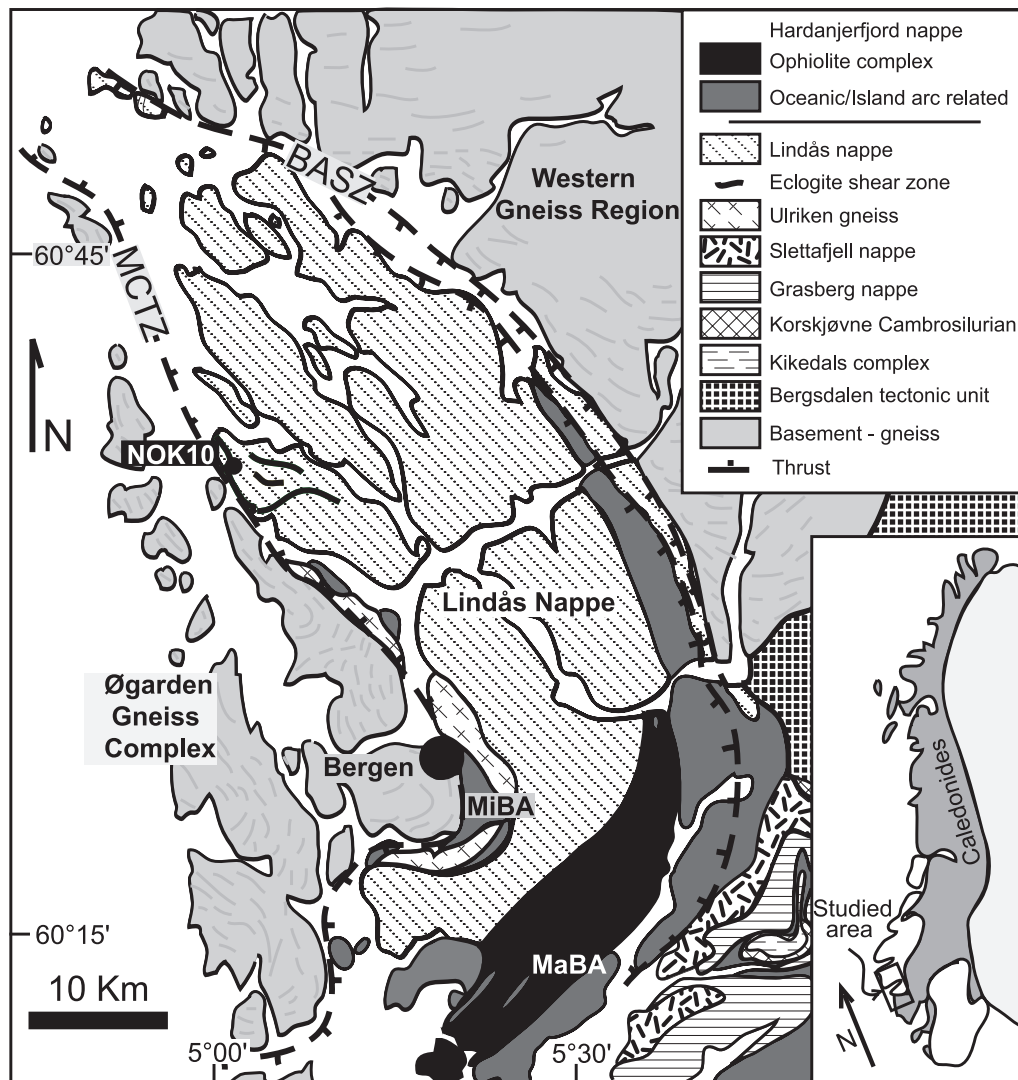 Hardanjerfjord nappe
Ophiolite complex
Oceanic/Island arc related
Lindås nappe
Eclogite shear zone
Ulriken gneiss
Slettafjell nappe
Grasberg nappe
Korskjøvne Cambrosilurian
Kikedals complex
Bergsdalen tectonic unit
Basement - gneiss
Thrust
BASZ
Western
Gneiss Region
60°45'
MCTZ
N
NOK10
Lindås Nappe
Øgarden
Gneiss
Complex
Bergen
MiBA
Caledonides
Studied
area
60°15'
MaBA
10 Km
5°00'
5°30'
N